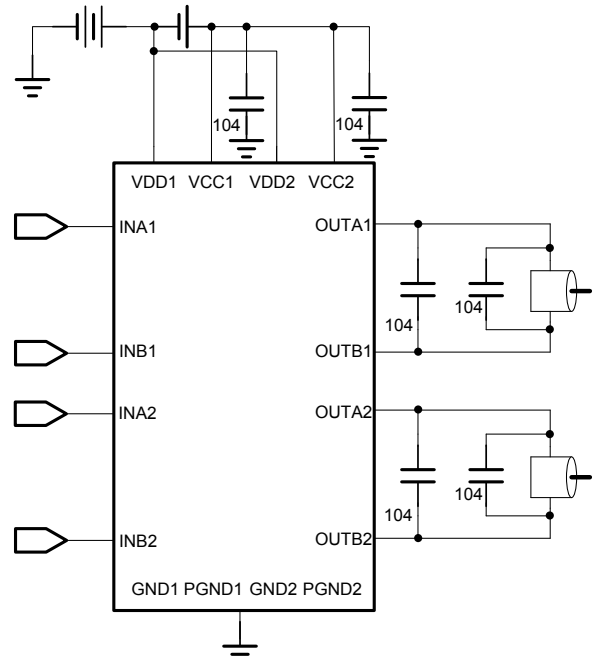 104
104
VDD1 VCC1 VDD2 VCC2
INA1
OUTA1
104
104
INB1
OUTB1
INA2
OUTA2
104
104
INB2
OUTB2
GND1 PGND1 GND2 PGND2